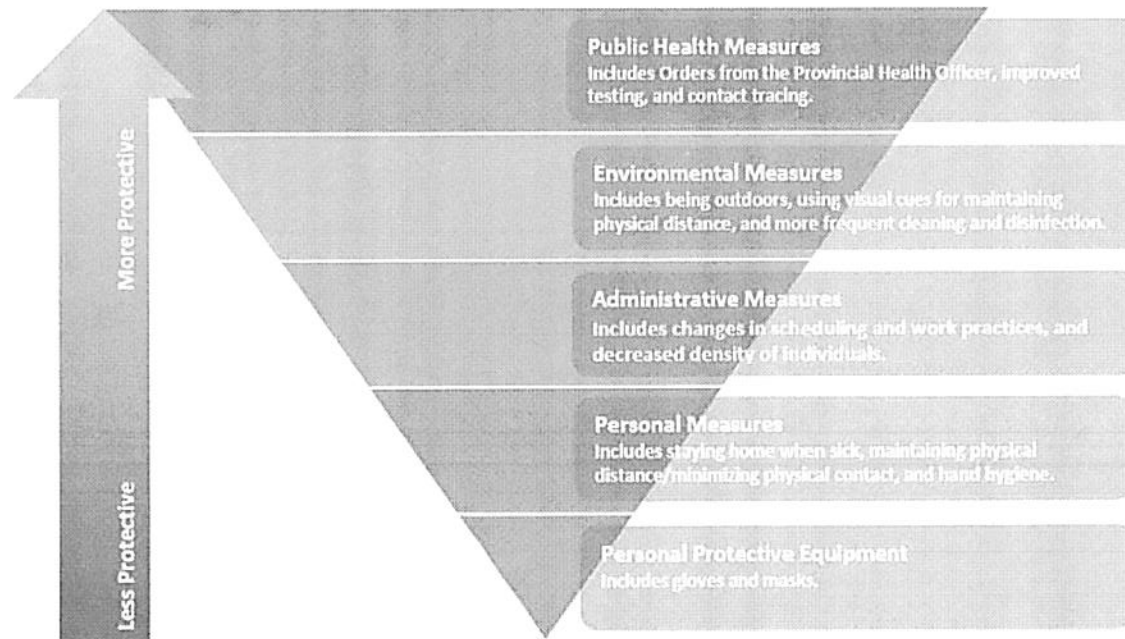 More Protective
Less Protective
Public Health Measures
Includes Orders from the Provincial Health Officer, improved
testing, and contact tracing.
Environmental Measures
Includes being outdoors, using visual cues for maintaining
physical distance, and more frequent cleaning and disinfection.
Administrative Measures
Includes changes in scheduling and work practices, and
decreased density of individuals.
Personal Measures
Includes staying home when sick, maintaining physical
distance/minimizing physical contact, and hand hygiene.
Personal Protective Equipment
Includes gloves and masks.